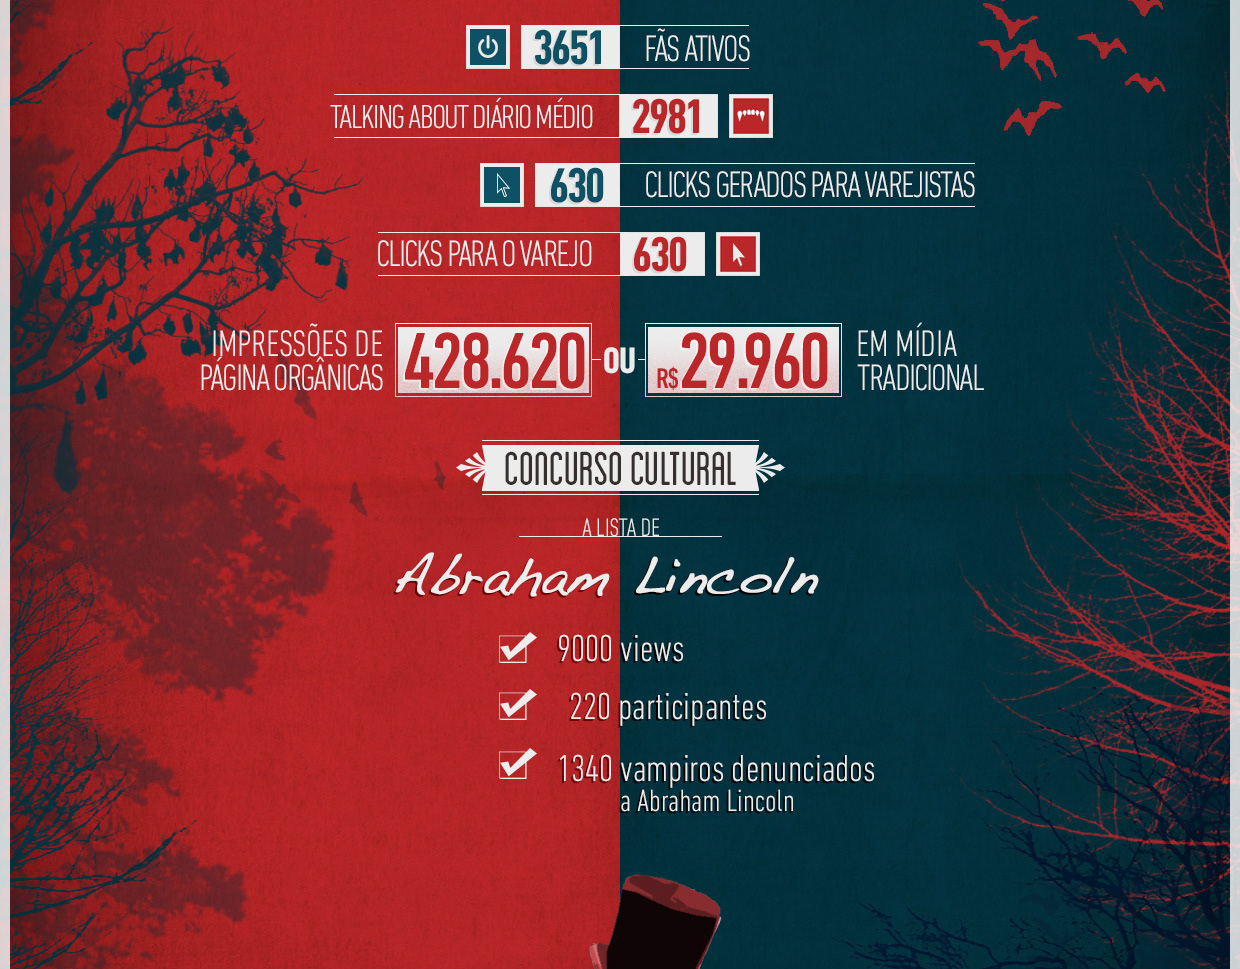 3651 FÃS ATIVOS
TALKING ABOUT DIÁRIO MÉDIO 2981
630 CLICKS GERADOS PARA VAREJISTAS
CLICKS PARA O VAREJO 630
IMPRESSÕES DE
PÁGINA ORGÂNICAS
428.620 OU R$29.960
EM MÍDIA
TRADICIONAL
CONCURSO CULTURAL
A LISTA DE
Abraham Lincoln
9000 views
220 participantes
1340 vampiros denunciados
a Abraham Lincoln